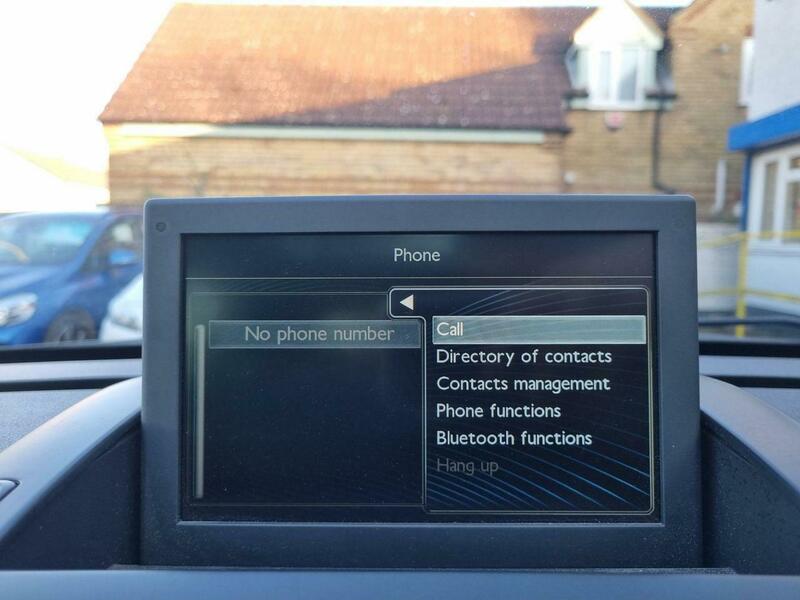 Phone
No phone number
Call
Directory of contacts
Contacts management
Phone functions
Bluetooth functions
Hang up